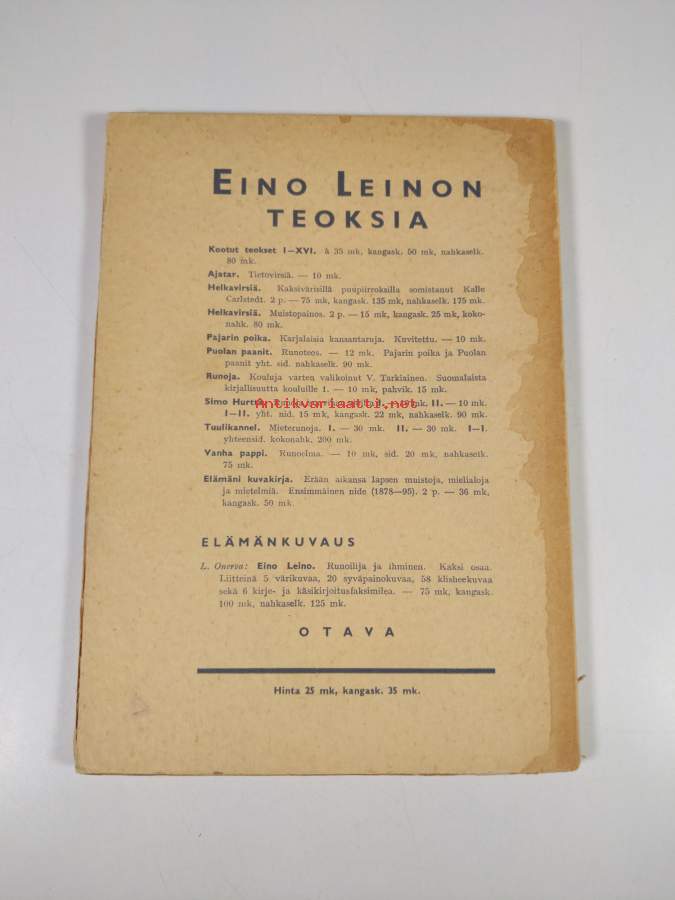 EINO LEINON
TEOKSIA
Kootut teokset I—XVI. à 35 mk, kangask. 50 mk, nahkaselk.
80 mk.
Ajatar. Tietovirsiä. — 10 mk.
Helkavirsiä. Kaksivärisillä puupiirroksilla somistanut Kalle
Carlstedt. 2 p. — 75 mk, kangask. 135 mk, nahkaselk. 175 mk.
Helkavirsiä. Muistopainos. 2 p. — 15 mk, kangask. 25 mk, koko-
nahk. 80 mk.
Pajarin poika. Karjalaisia kansantaruja. Kuvitettu. — 10 mk.
Puolan paanit. Runoteos. — 12 mk. Pajarin poika ja Puolan
paanit yht. sid. nahkaselk. 90 mk.
Runoja. Kouluja varten valikoinut V. Tarkiainen. Suomalaista
kirjallisuutta kouluille 1. — 10 mk, pahvik. 15 mk.
Simo Hurtta. mk. II. — 10 mk.
Antikvariaatti.net
I—II. yht. nid. 15 mk, kangask. 22 mk, nahkaselk. 90 mk.
Tuulikannel. Mieterunoja. I. — 30 mk. II. — 30 mk. I—I
yhteensid. kokonahk. 200 mk.
Vanha pappi. Runoelma. — 10 mk, sid. 20 mk, nahkaselk.
75 mk.
Elämäni kuvakirja. Erään aikansa lapsen muistoja, mielialoja
ja mietelmiä. Ensimmäinen nide (1878—95). 2 p. — 36 mk,
kangask. 50 mk.
ELÄMÄNKUVAUS
L. Onerva: Eino Leino. Runoilija ja ihminen. Kaksi osaa.
Liitteinä 5 värikuvaa, 20 syväpainokuvaa, 58 klisheekuvaa
sekä 6 kirje- ja käsikirjoitusfaksimilea. — 75 mk, kangask.
100 mk, nahkaselk. 125 mk.
OTAVA
Hinta 25 mk, kangask. 35 mk.